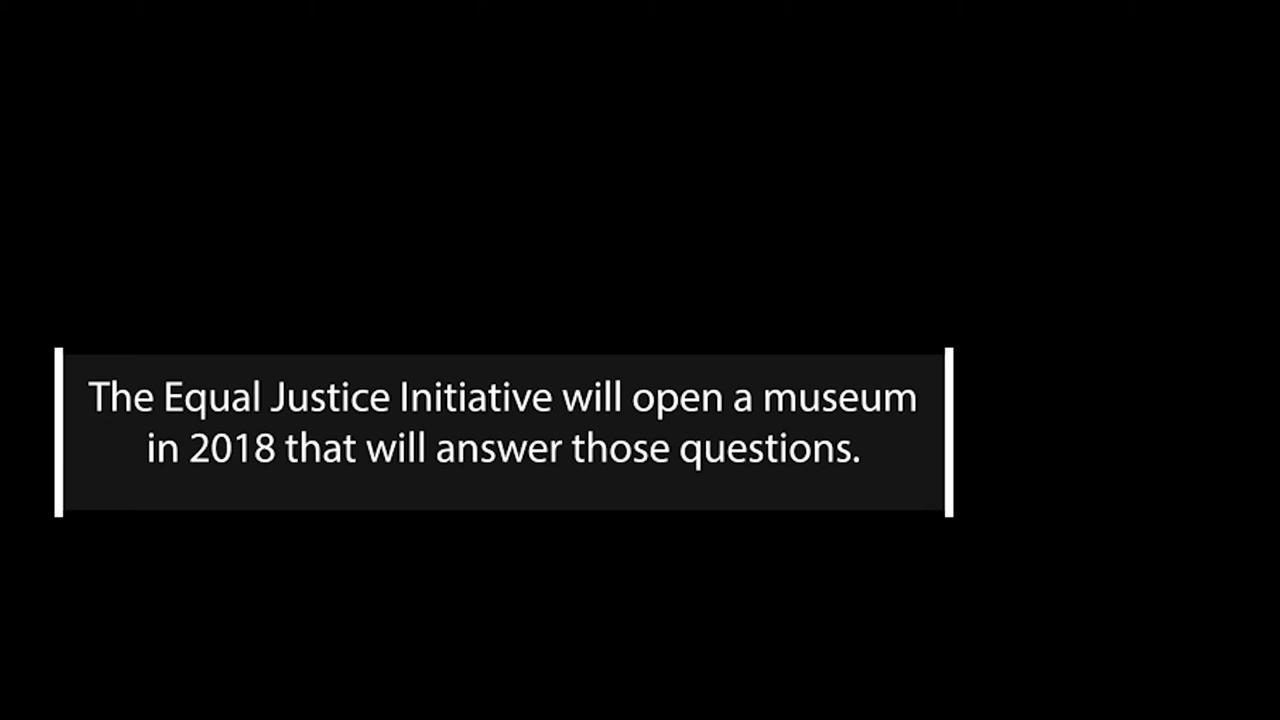 The Equal Justice Initiative will open a museum
in 2018 that will answer those questions.